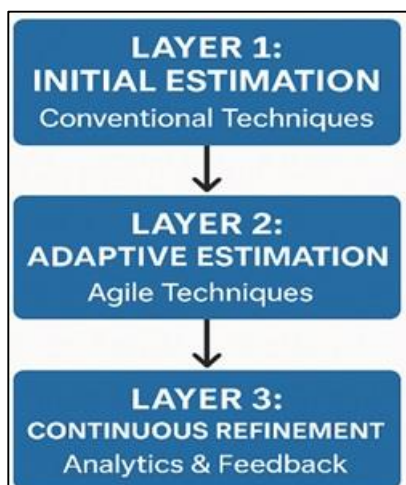 LAYER 1:
INITIAL ESTIMATION
Conventional Techniques
LAYER 2:
ADAPTIVE ESTIMATION
Agile Techniques
LAYER 3:
CONTINUOUS REFINEMENT
Analytics & Feedback